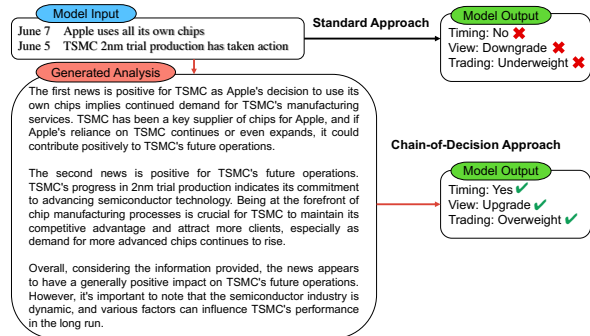 Model Input
June 7 Apple uses all its own chips
June 5 TSMC 2nm trial production has taken action
Standard Approach
Model Output
Timing: No
View: Downgrade
Trading: Underweight
Generated Analysis
The first news is positive for TSMC as Apple's decision to use its
own chips implies continued demand for TSMC's manufacturing
services. TSMC has been a key supplier of chips for Apple, and if
Apple's reliance on TSMC continues or even expands, it could
contribute positively to TSMC's future operations.
The second news is positive for TSMC's future operations.
TSMC's progress in 2nm trial production indicates its commitment
to advancing semiconductor technology. Being at the forefront of
chip manufacturing processes is crucial for TSMC to maintain its
competitive advantage and attract more clients, especially as
demand for more advanced chips continues to rise.
Overall, considering the information provided, the news appears
to have a generally positive impact on TSMC's future operations.
However, it's important to note that the semiconductor industry is
dynamic, and various factors can influence TSMC's performance
in the long run.
Chain-of-Decision Approach
Model Output
Timing: Yes
View: Upgrade
Trading: Overweight